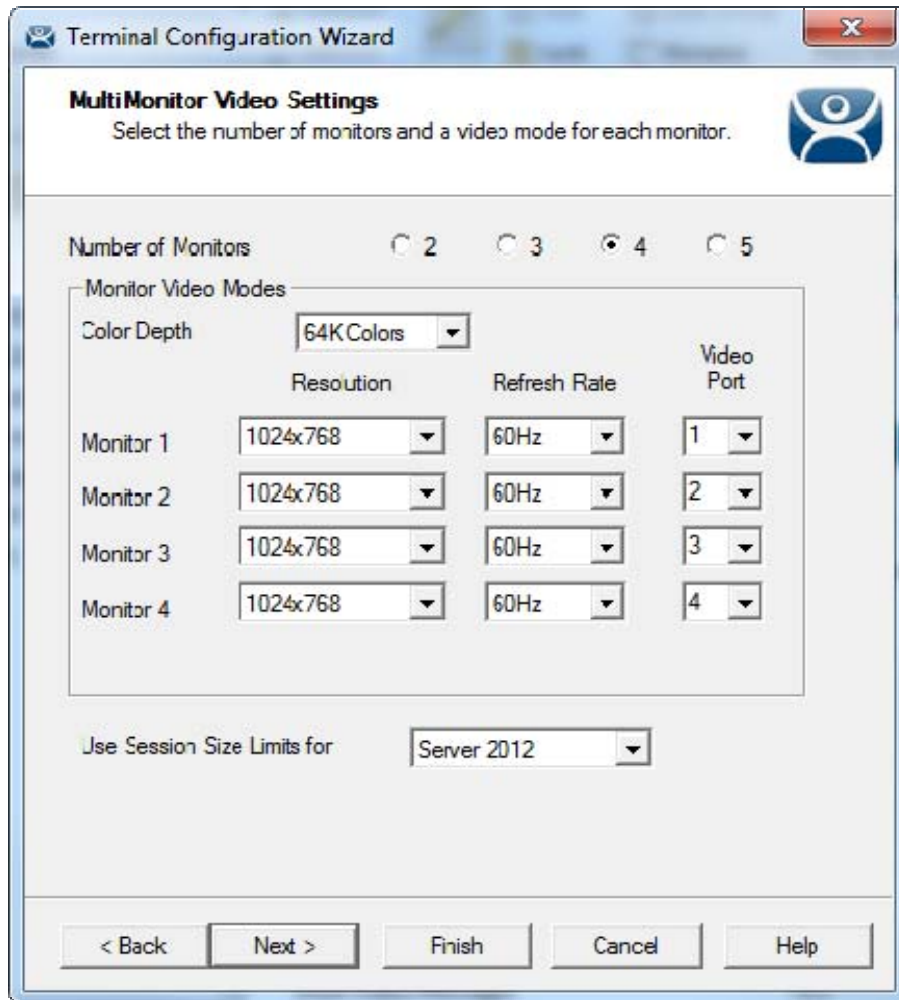 Terminal Configuration Wizard
MultiMonitor Video Settings
Select the number of monitors and a video mode for each monitor.
Number of Monitors 2 3 4 5
Monitor Video Modes
Color Depth 64K Colors
Resolution Refresh Rate Video Port
Monitor 1 1024x768 60Hz 1
Monitor 2 1024x768 60Hz 2
Monitor 3 1024x768 60Hz 3
Monitor 4 1024x768 60Hz 4
Use Session Size Limits for Server 2012
< Back Next > Finish Cancel Help